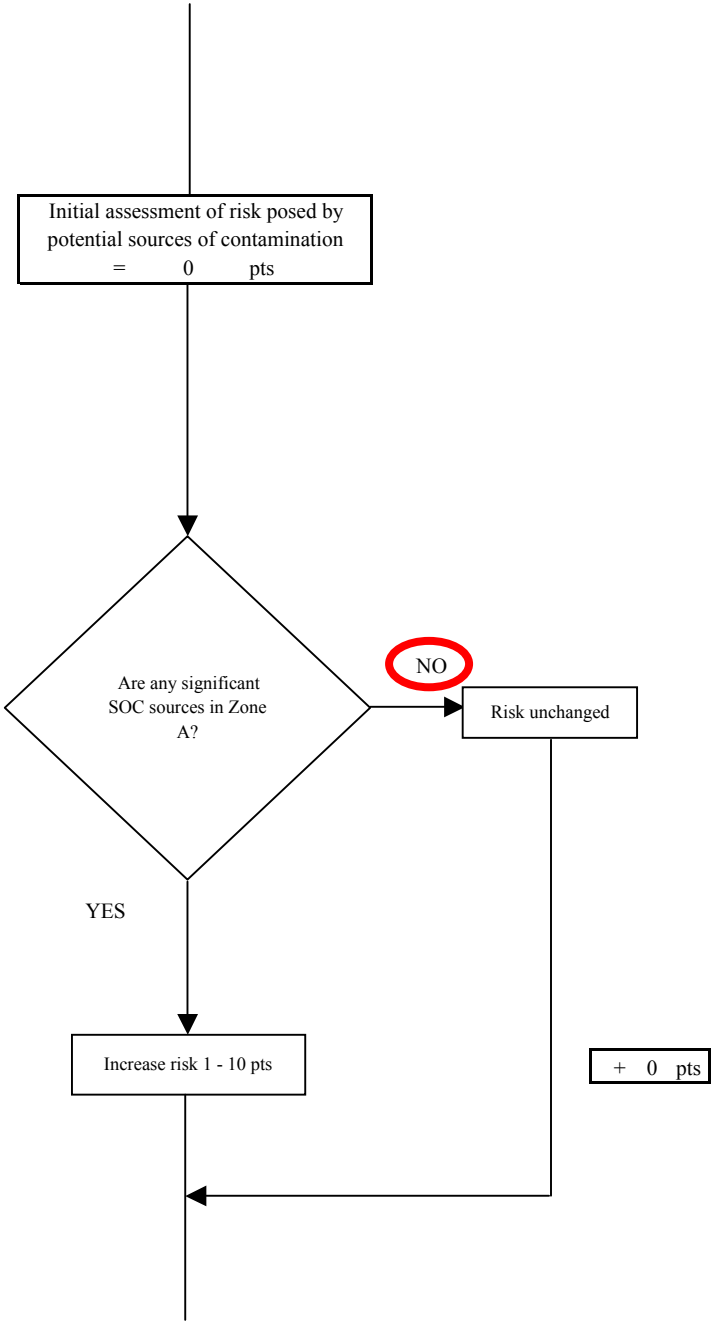 Initial assessment of risk posed by
potential sources of contamination
= 0 pts
Are any significant
SOC sources in Zone
A?
NO
Risk unchanged
YES
Increase risk 1 - 10 pts
+ 0 pts